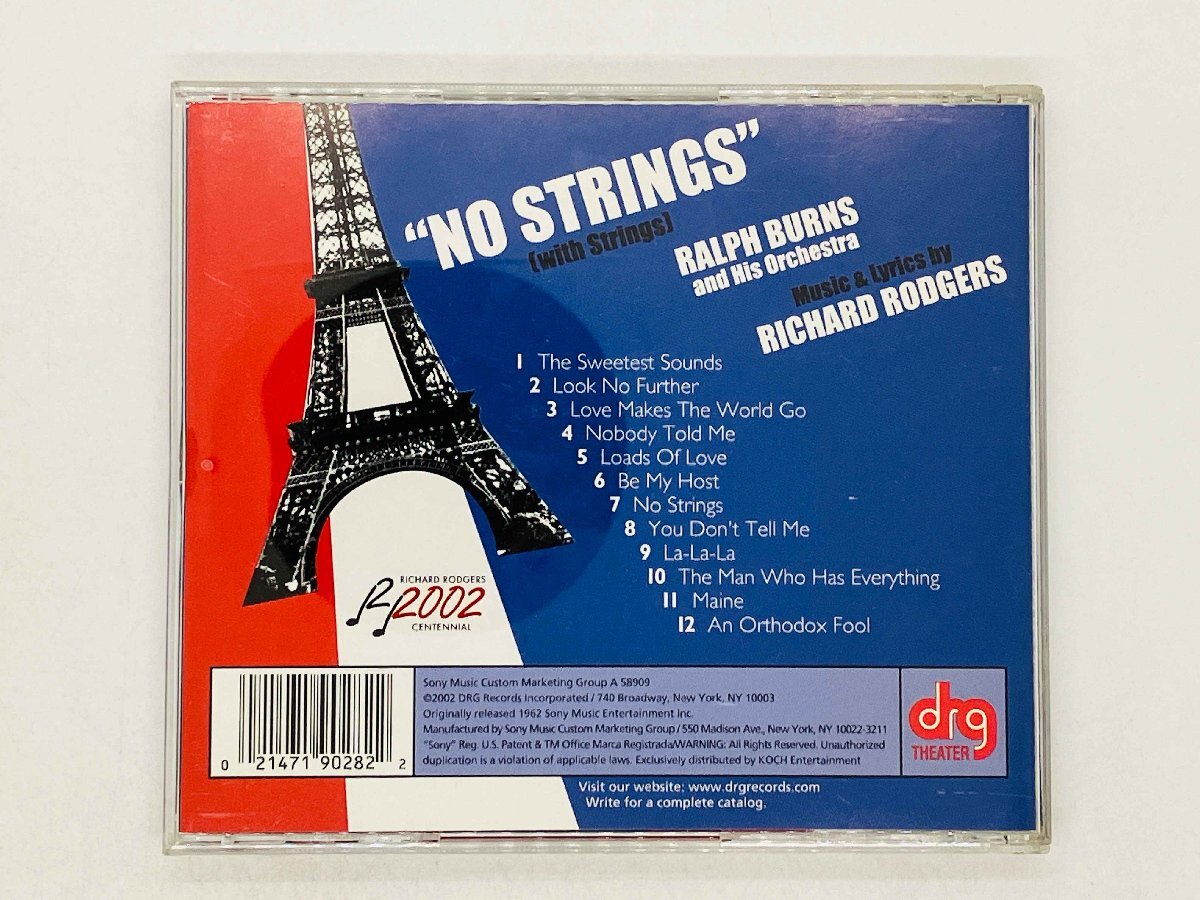 “NO STRINGS”
(with Strings)
RALPH BURNS
and His Orchestra
Music & Lyrics by
RICHARD RODGERS
1 The Sweetest Sounds
2 Look No Further
3 Love Makes The World Go
4 Nobody Told Me
5 Loads Of Love
6 Be My Host
7 No Strings
8 You Don't Tell Me
9 La-La-La
10 The Man Who Has Everything
11 Maine
12 An Orthodox Fool
RICHARD RODGERS
2002
CENTENNIAL
Sony Music Custom Marketing Group A 58909
©2002 DRG Records Incorporated / 740 Broadway, New York, NY 10003
Originally released 1962 Sony Music Entertainment Inc.
Manufactured by Sony Music Custom Marketing Group / 550 Madison Ave., New York, NY 10022-3211
"Sony" Reg. U.S. Patent & TM Office Marca Registrada/WARNING: All Rights Reserved. Unauthorized
duplication is a violation of applicable laws. Exclusively distributed by KOCH Entertainment
0 21471 90282 2
drg
THEATER
Visit our website: www.drgrecords.com
Write for a complete catalog.